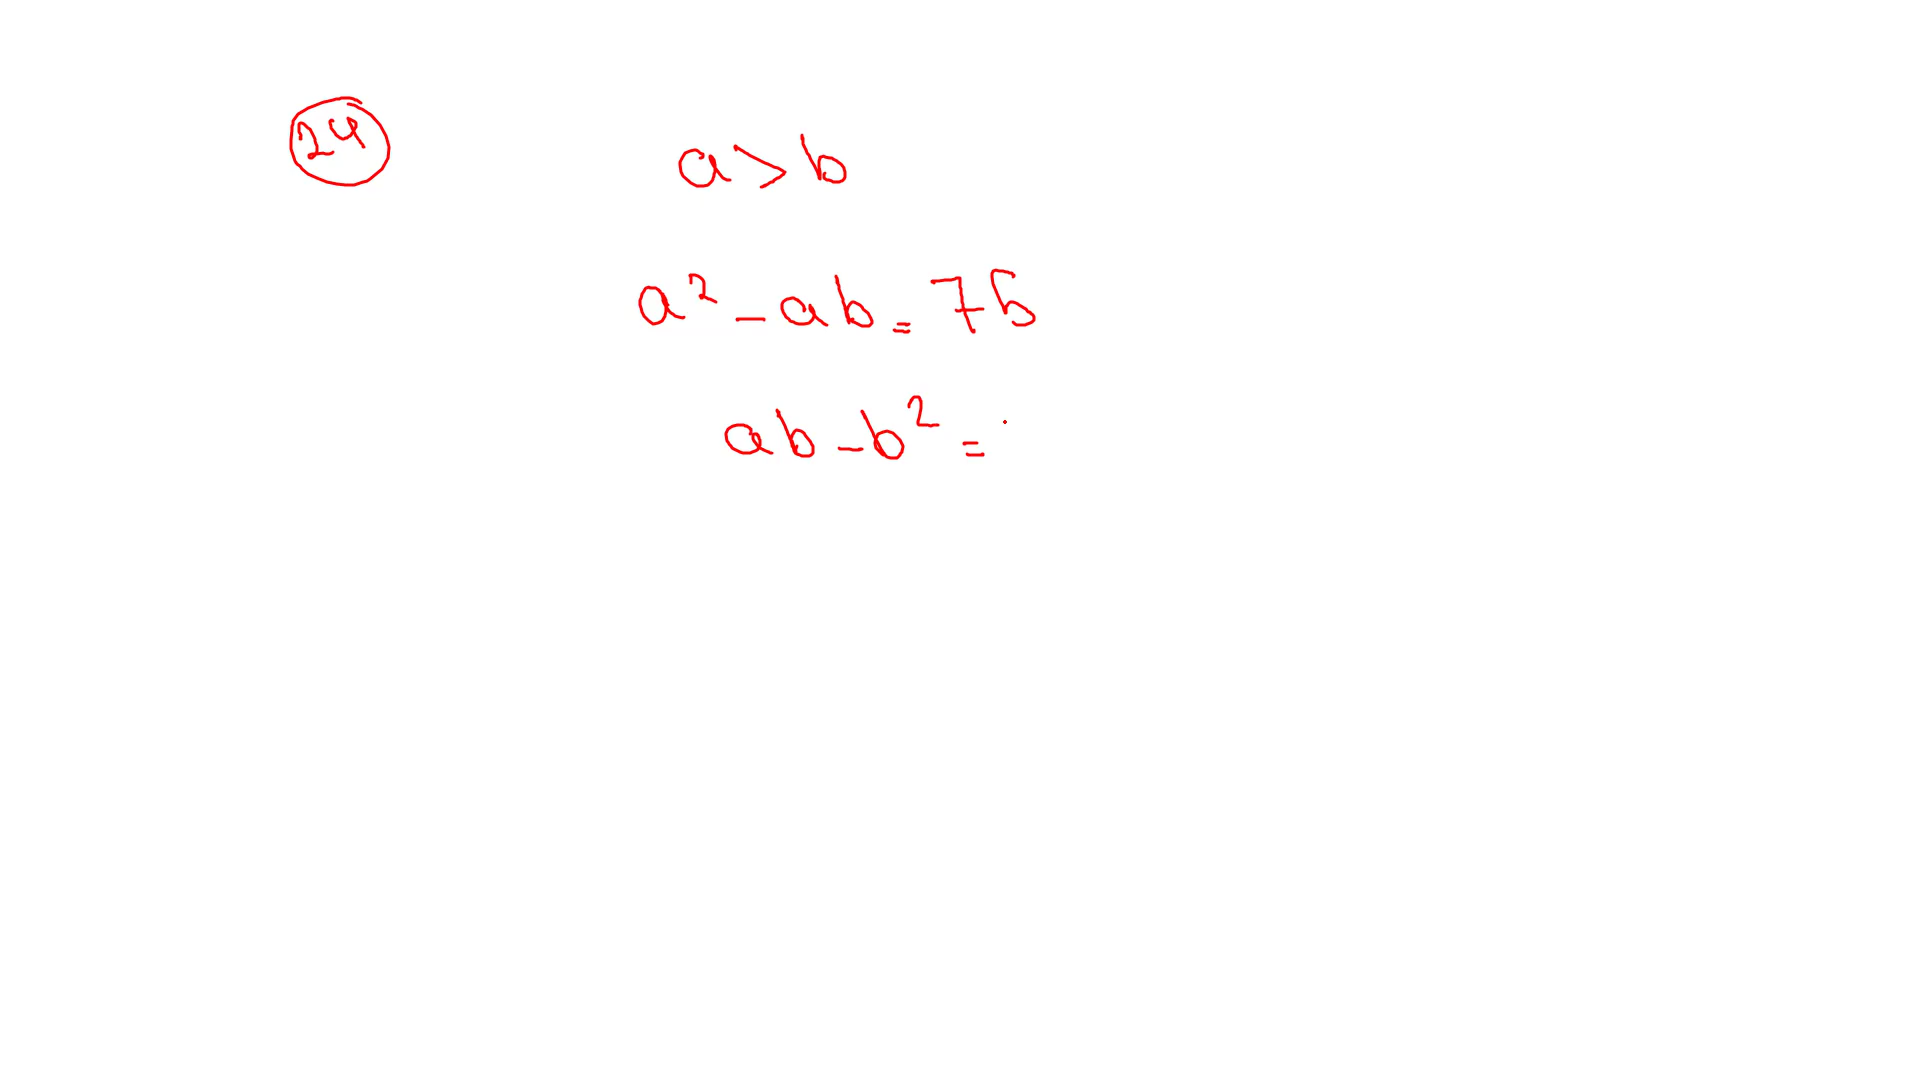 24
a > b
a² - ab = 75
ab - b² =